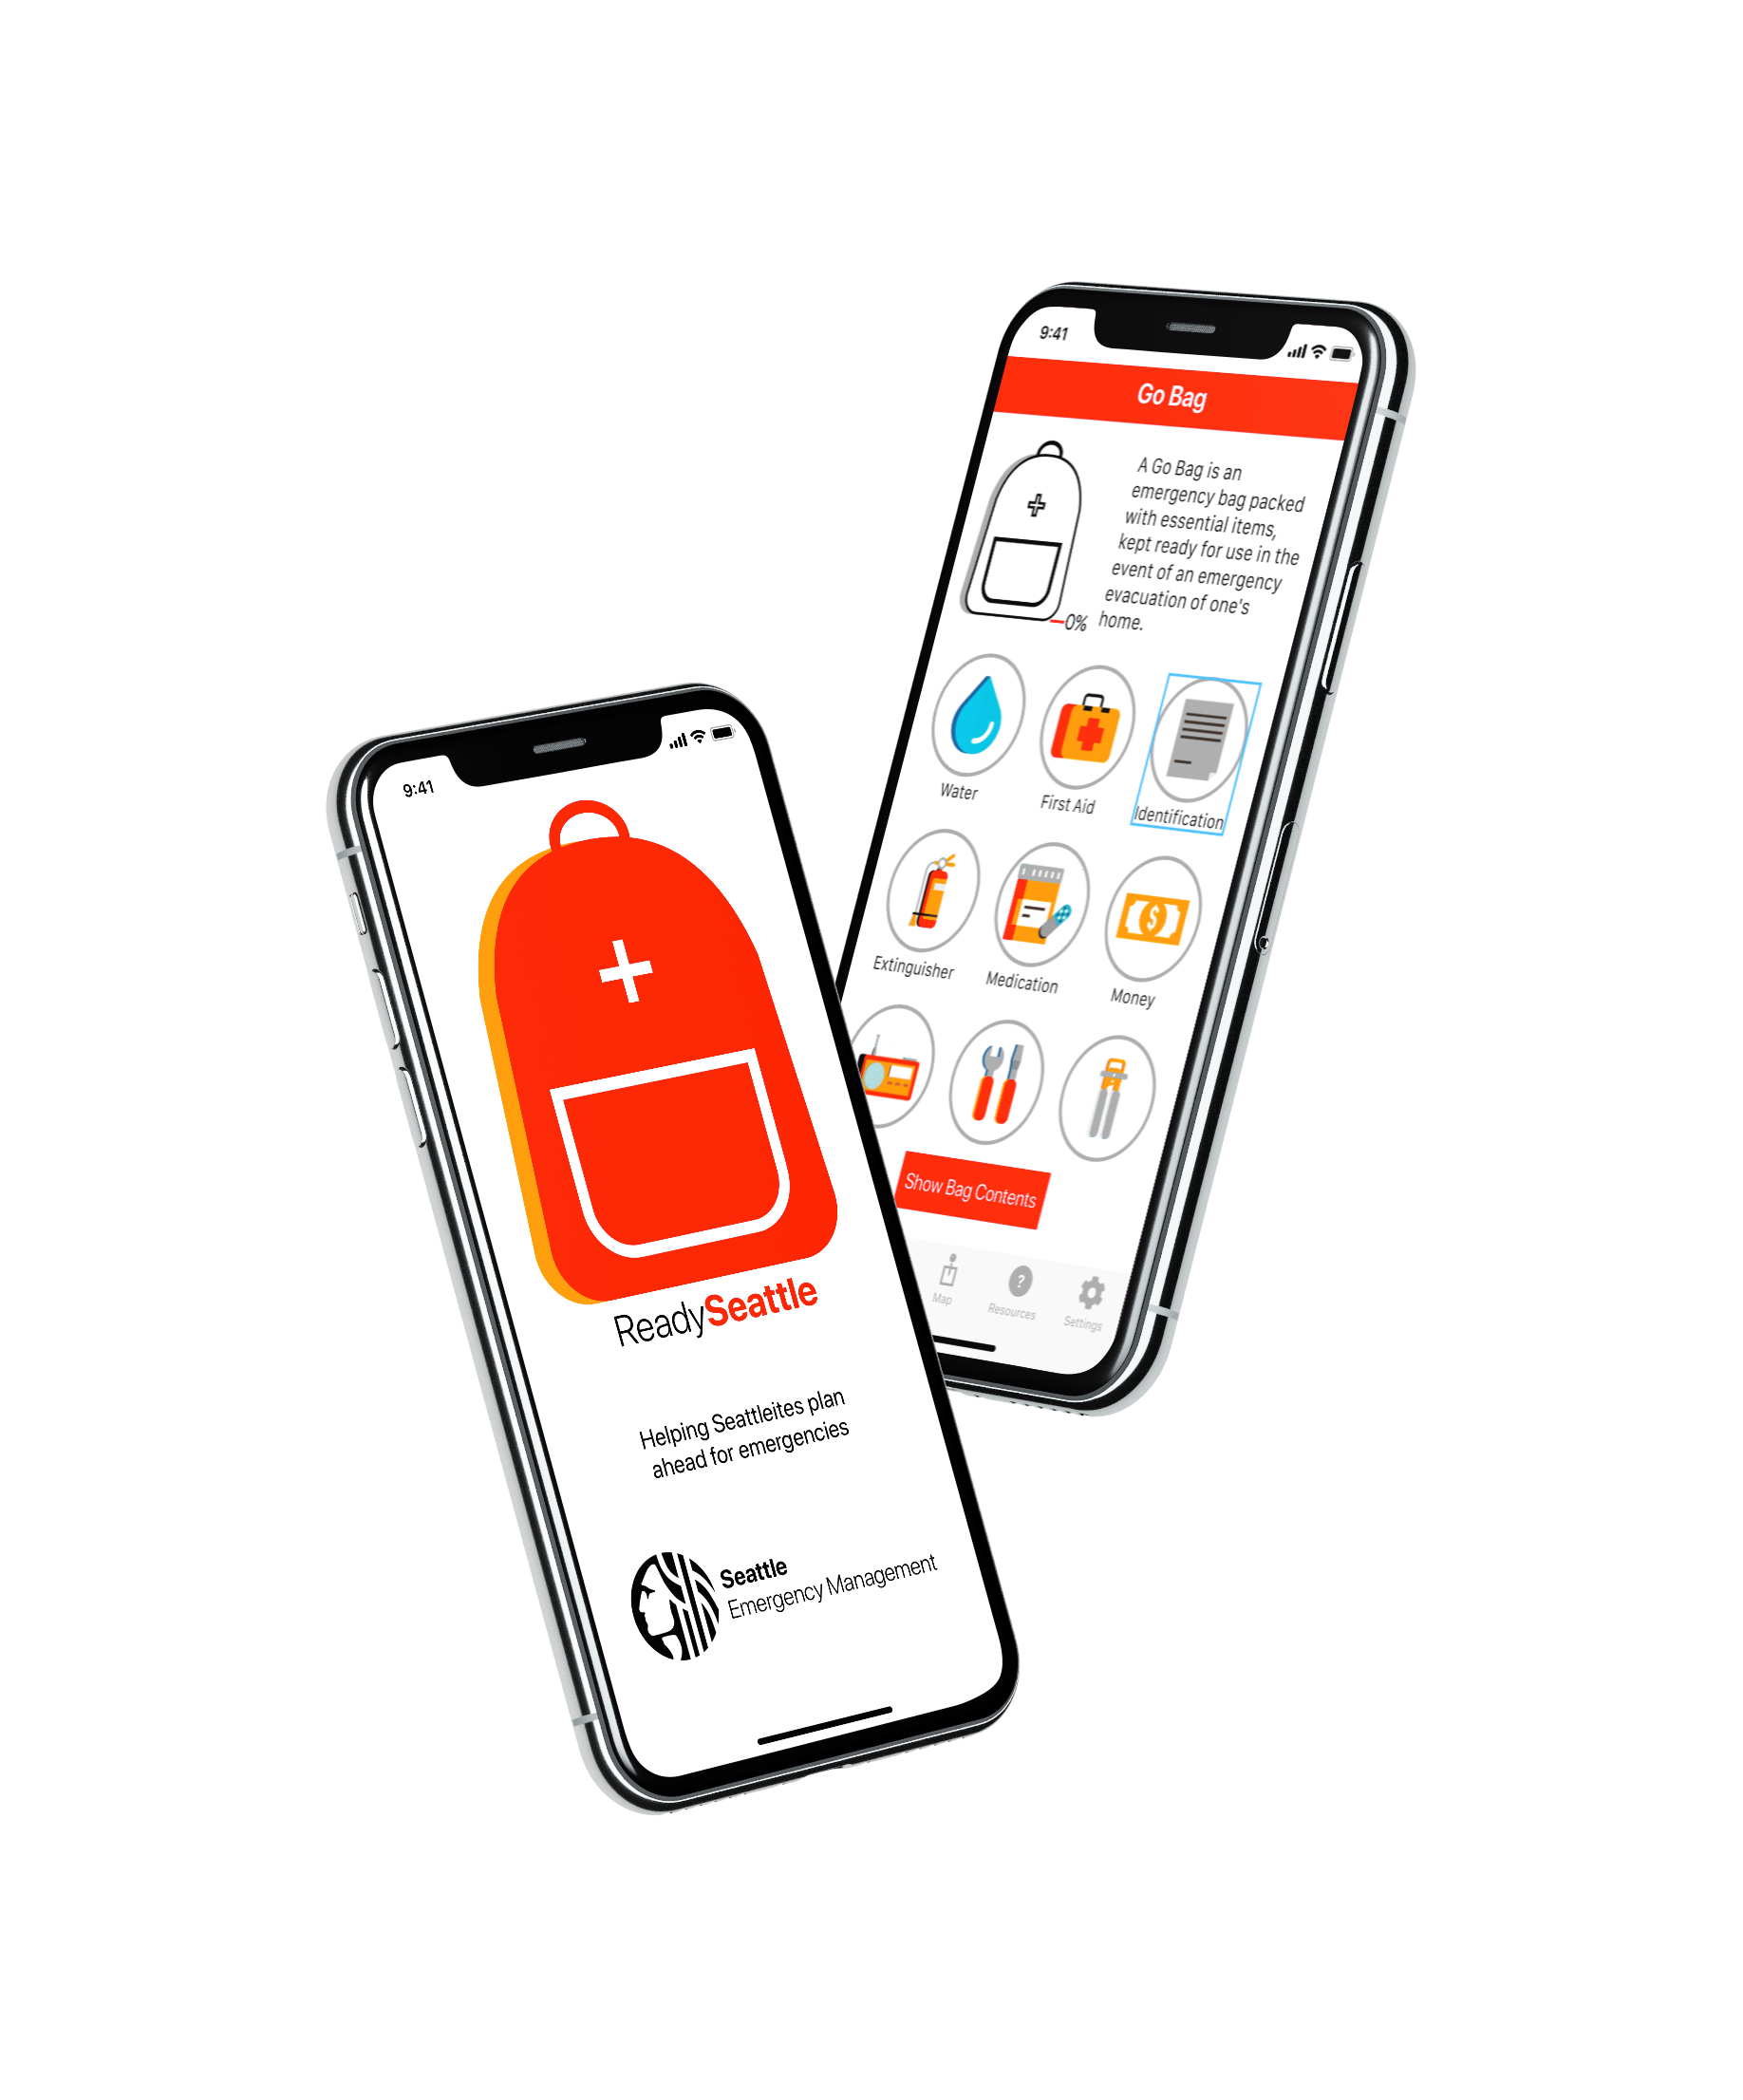 9:41
ReadySeattle
Helping Seattleites plan
ahead for emergencies
Seattle
Emergency Management
9:41
Go Bag
A Go Bag is an
emergency bag packed
with essential items,
kept ready for use in the
event of an emergency
evacuation of one's
home.
0%
Water
First Aid
Identification
Extinguisher
Medication
Money
Show Bag Contents
Map
Resources
Settings